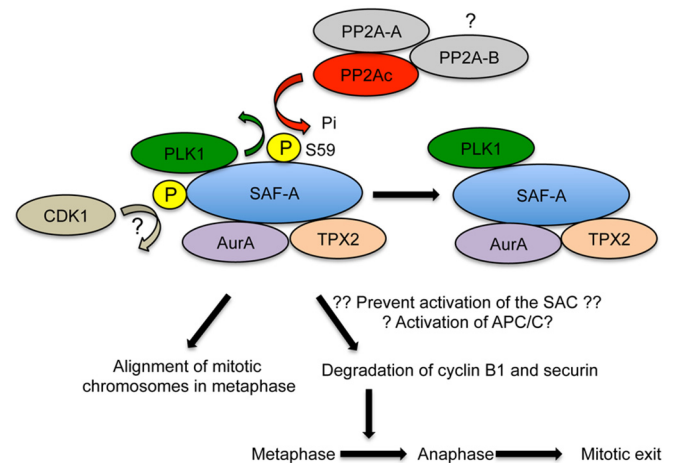 PP2A-A
?
PP2A-B
PP2Ac
Pi
PLK1
P
S59
PLK1
P
SAF-A
SAF-A
CDK1
?
AurA
TPX2
AurA
TPX2
?? Prevent activation of the SAC ??
? Activation of APC/C?
Alignment of mitotic
chromosomes in metaphase
Degradation of cyclin B1 and securin
Metaphase
Anaphase
Mitotic exit